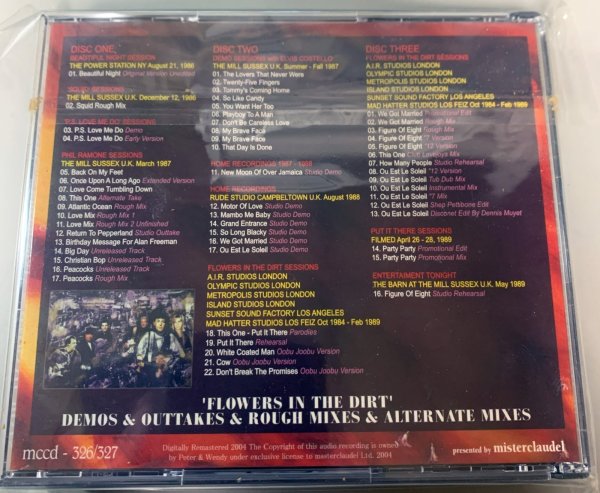 DISC ONE
BEAUTIFUL NIGHT SESSION
THE POWER STATION NY August 21, 1986
01. Beautiful Night Original Version Unedited
SQUID SESSIONS
THE MILL SUSSEX U.K. December 12, 1986
02. Squid Rough Mix
'P.S. LOVE ME DO' SESSIONS
03. P.S. Love Me Do Demo
04. P.S. Love Me Do Early Version
PHIL RAMONE SESSIONS
THE MILL SUSSEX U.K. March 1987
05. Back On My Feet
06. Once Upon A Long Ago Extended Version
07. Love Come Tumbling Down
08. This One Alternate Take
09. Atlantic Ocean Rough Mix
10. Love Mix Rough Mix 1
11. Love Mix Rough Mix 2 Unfinished
12. Return To Pepperland Studio Outtake
13. Birthday Message For Alan Freeman
14. Big Day Unreleased Track
15. Christian Bop Unreleased Track
16. Peacocks Unreleased Track
17. Peacocks Rough Mix
DISC TWO
DEMO SESSIONS with ELVIS COSTELLO
THE MILL SUSSEX U.K. Summer - Fall 1987
01. The Lovers That Never Were
02. Twenty-Five Fingers
03. Tommy's Coming Home
04. So Like Candy
05. You Want Her Too
06. Playboy To A Man
07. Don't Be Careless Love
08. My Brave Face
09. My Brave Face
10. That Day Is Done
HOME RECORDINGS 1987 - 1988
11. New Moon Of Over Jamaica Studio Demo
HOME RECORDINGS
RUDE STUDIO CAMPBELTOWN U.K. August 1988
12. Motor Of Love Studio Demo
13. Mambo Me Baby Studio Demo
14. Grand Entrance Studio Demo
15. So Long Blacky Studio Demo
16. We Got Married Studio Demo
17. Ou Est Le Soleil Studio Demo
FLOWERS IN THE DIRT SESSIONS
A.I.R. STUDIOS LONDON
OLYMPIC STUDIOS LONDON
METROPOLIS STUDIOS LONDON
ISLAND STUDIOS LONDON
SUNSET SOUND FACTORY LOS ANGELES
MAD HATTER STUDIOS LOS FEIZ Oct 1984 - Feb 1989
18. This One - Put It There Parodies
19. Put It There Rehearsal
20. White Coated Man Oobu Joobu Version
21. Cow Oobu Joobu Version
22. Don't Break The Promises Oobu Joobu Version
DISC THREE
FLOWERS IN THE DIRT SESSIONS
A.I.R. STUDIOS LONDON
OLYMPIC STUDIOS LONDON
METROPOLIS STUDIOS LONDON
ISLAND STUDIOS LONDON
SUNSET SOUND FACTORY LOS ANGELES
MAD HATTER STUDIOS LOS FEIZ Oct 1984 - Feb 1989
01. We Got Married Promotional Edit
02. We Got Married Rough Mix
03. Figure Of Eight Rough Mix
04. Figure Of Eight "7 Version
05. Figure Of Eight "12 Version
06. This One Club Lovejoys Mix
07. How Many People Studio Rehearsal
08. Ou Est Le Soleil "12 Version
09. Ou Est Le Soleil Tub Dub Mix
10. Ou Est Le Soleil Instrumental Mix
11. Ou Est Le Soleil "7 Mix
12. Ou Est Le Soleil Shep Pettibone Edit
13. Ou Est Le Soleil Disconet Edit By Dennis Muyet
PUT IT THERE SESSIONS
FILMED April 26 - 28, 1989
14. Party Party Promotional Edit
15. Party Party Promotional Mix
ENTERTAIMENT TONIGHT
THE BARN AT THE MILL SUSSEX U.K. May 1989
16. Figure Of Eight Studio Rehearsal
'FLOWERS IN THE DIRT'
DEMOS & OUTTAKES & ROUGH MIXES & ALTERNATE MIXES
mccd - 326/327
Digitally Remastered 2004 The Copyright of this audio recording is owned
by Peter & Wendy under exclusive license to misterclaudel Ltd. 2004
presented by misterclaudel